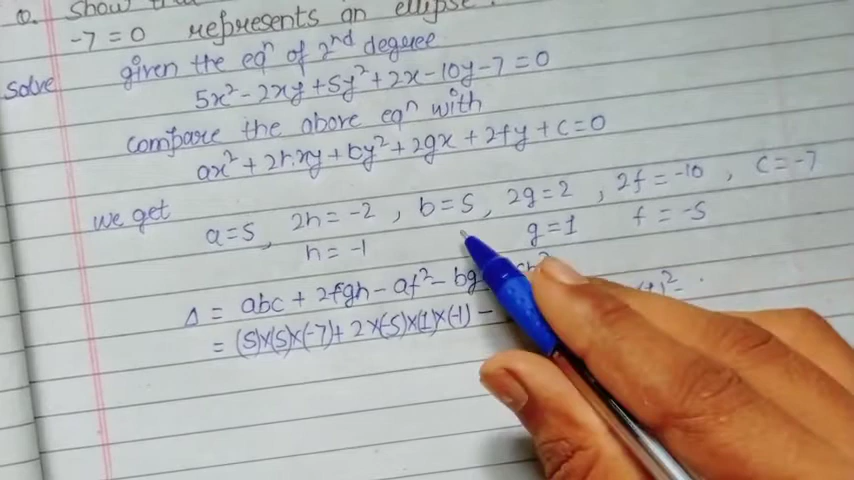 Q. Show that
-7=0 represents an ellipse.
Solve given the eqⁿ of 2nd degree
5x²-2xy+5y²+2x-10y-7=0
compare the above eqⁿ with
ax²+2hxy+by²+2gx+2fy+c=0
we get a=5, 2h=-2, b=5, 2g=2, 2f=-10, c=-7
h=-1 g=1 f=-5
Δ = abc+2fgh-af²-bg
= (5)×(5)×(-7)+2×(-5)×(1)×(-1)-